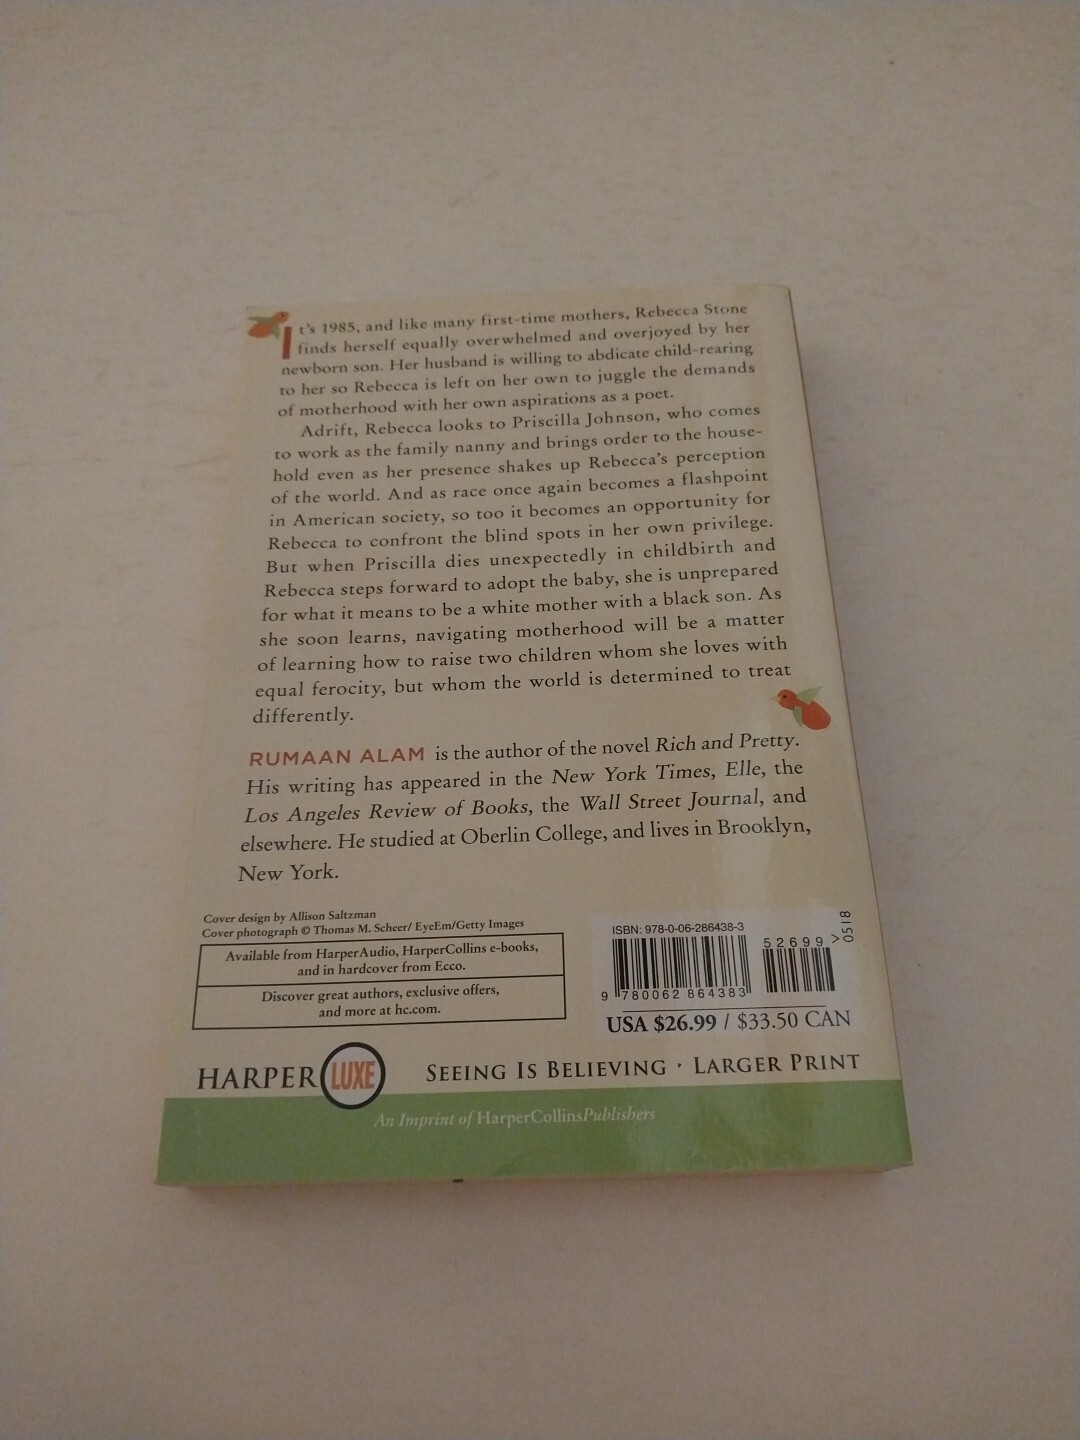 It's 1985, and like many first-time mothers, Rebecca Stone
finds herself equally overwhelmed and overjoyed by her
newborn son. Her husband is willing to abdicate child-rearing
to her so Rebecca is left on her own to juggle the demands
of motherhood with her own aspirations as a poet.
Adrift, Rebecca looks to Priscilla Johnson, who comes
to work as the family nanny and brings order to the house-
hold even as her presence shakes up Rebecca's perception
of the world. And as race once again becomes a flashpoint
in American society, so too it becomes an opportunity for
Rebecca to confront the blind spots in her own privilege.
But when Priscilla dies unexpectedly in childbirth and
Rebecca steps forward to adopt the baby, she is unprepared
for what it means to be a white mother with a black son. As
she soon learns, navigating motherhood will be a matter
of learning how to raise two children whom she loves with
equal ferocity, but whom the world is determined to treat
differently.
RUMAAN ALAM is the author of the novel Rich and Pretty.
His writing has appeared in the New York Times, Elle, the
Los Angeles Review of Books, the Wall Street Journal, and
elsewhere. He studied at Oberlin College, and lives in Brooklyn,
New York.
Cover design by Allison Saltzman
Cover photograph © Thomas M. Scheer/ EyeEm/Getty Images
Available from HarperAudio, HarperCollins e-books,
and in hardcover from Ecco.
Discover great authors, exclusive offers,
and more at hc.com.
ISBN: 978-0-06-286438-3
52699>
0518
9 780062 864383
USA $26.99 / $33.50 CAN
HARPER LUXE
SEEING IS BELIEVING · LARGER PRINT
An Imprint of HarperCollinsPublishers